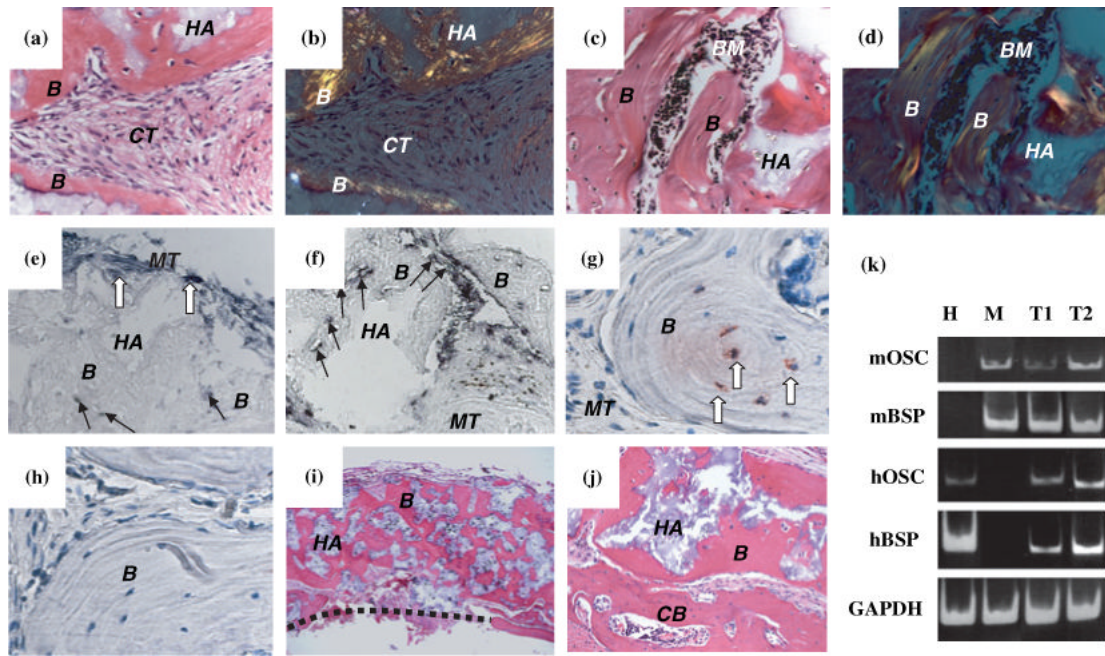 (a) HA B CT B
(b) HA B CT B
(c) BM B B HA
(d) BM B B HA
(e) MT HA B B
(f) B B HA MT
(g) B MT
(h) B
(i) B HA
(j) HA B CB
(k)
H M T1 T2
mOSC
mBSP
hOSC
hBSP
GAPDH